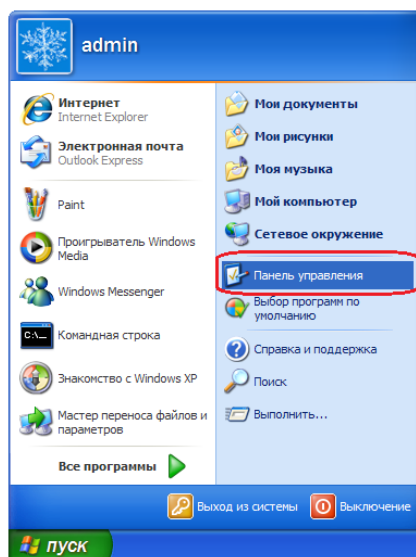 admin
Интернет
Internet Explorer
Электронная почта
Outlook Express
Paint
Проигрыватель Windows
Media
Windows Messenger
Командная строка
Знакомство с Windows XP
Мастер переноса файлов и
параметров
Все программы
Мои документы
Мои рисунки
Моя музыка
Мой компьютер
Сетевое окружение
Панель управления
Выбор программ по
умолчанию
Справка и поддержка
Поиск
Выполнить...
Выход из системы
Выключение
пуск